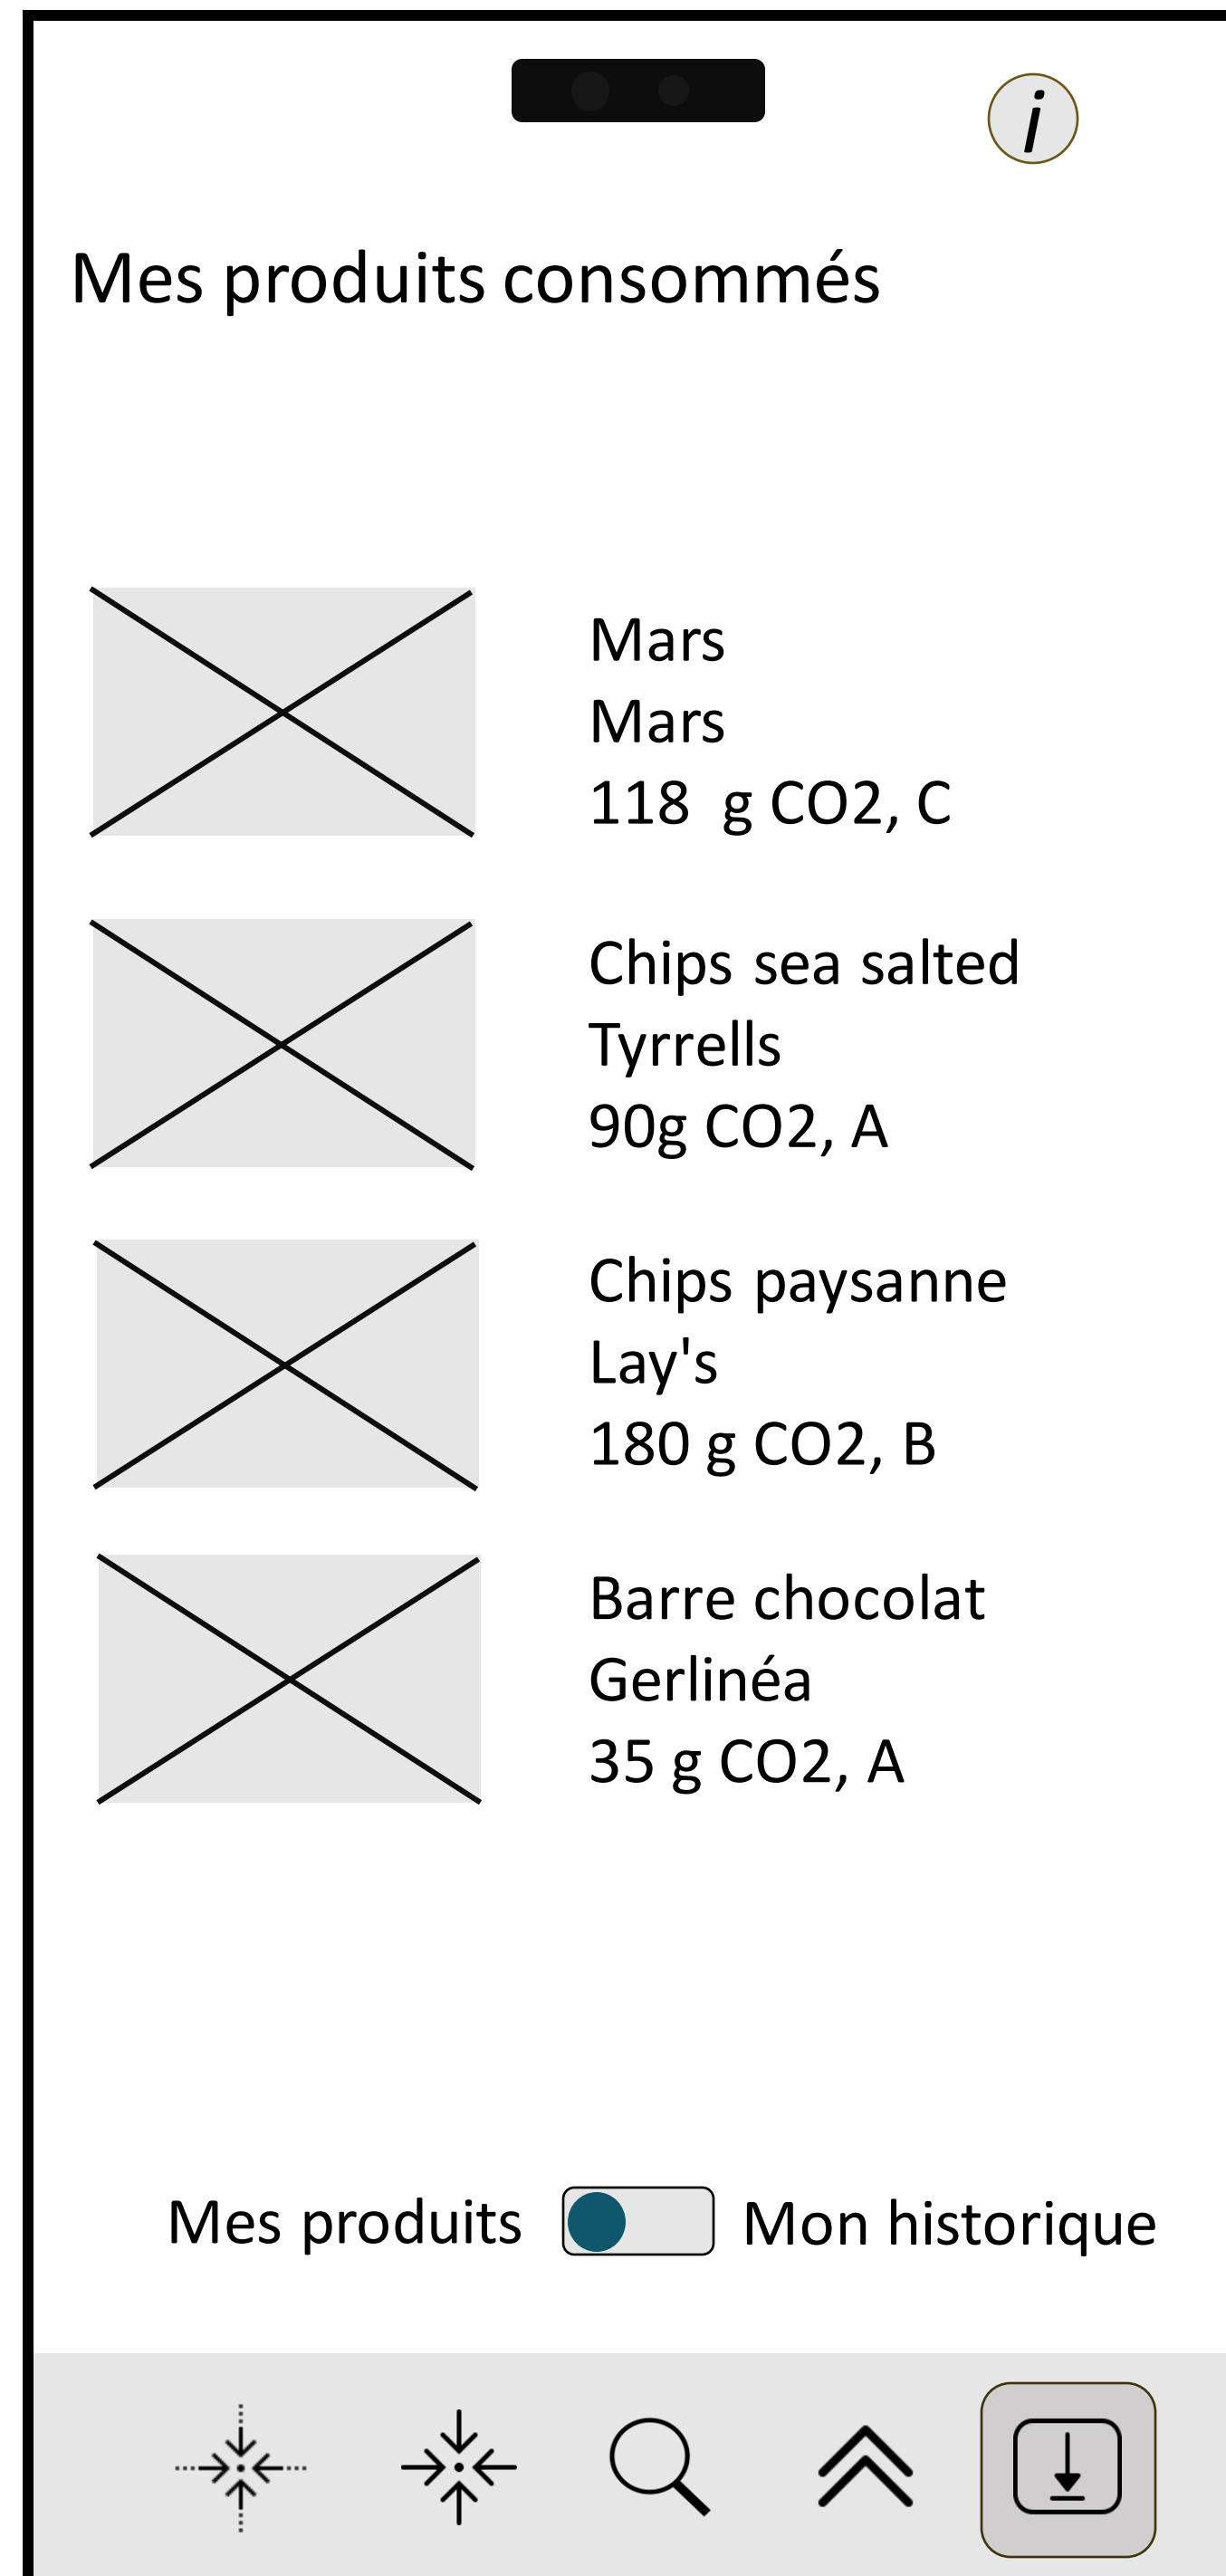 i
Mes produits consommés
Mars
Mars
118  g CO2, C
Chips sea salted
Tyrrells
90g CO2, A
Chips paysanne
Lay's
180 g CO2, B
Barre chocolat
Gerlinéa
35 g CO2, A
Mes produits
Mon historique